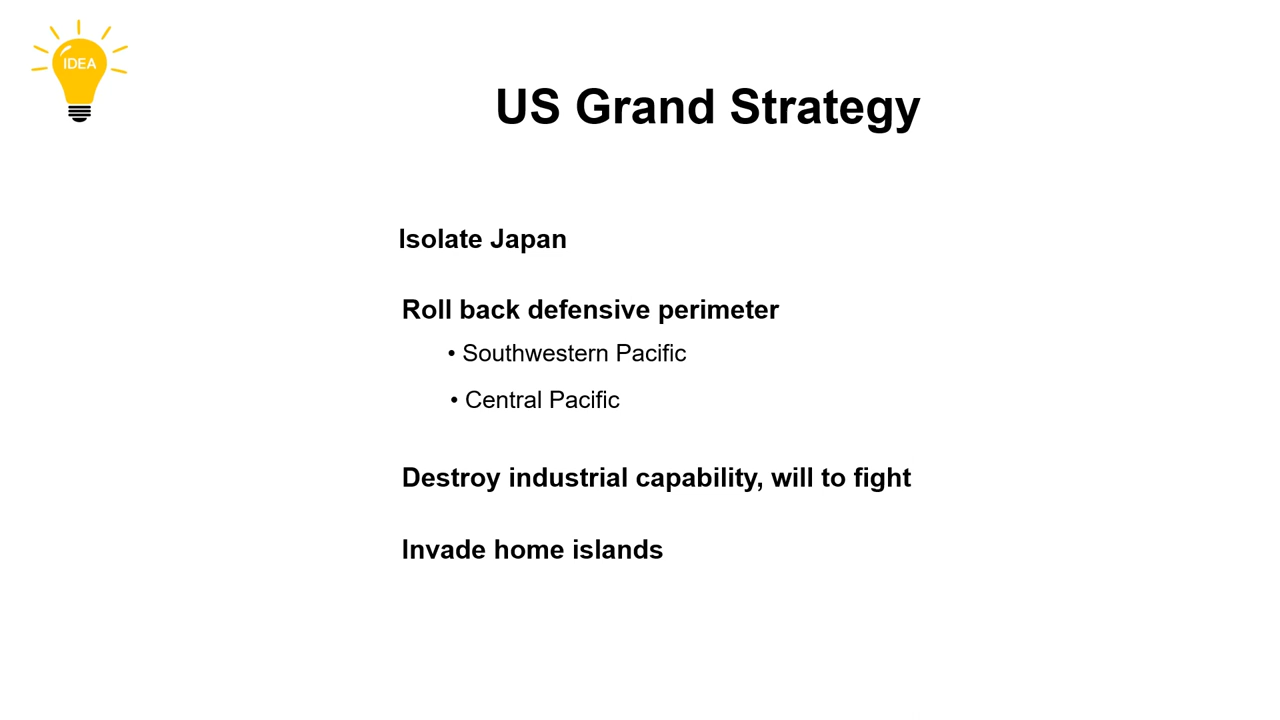 IDEA
US Grand Strategy
Isolate Japan
Roll back defensive perimeter
• Southwestern Pacific
• Central Pacific
Destroy industrial capability, will to fight
Invade home islands